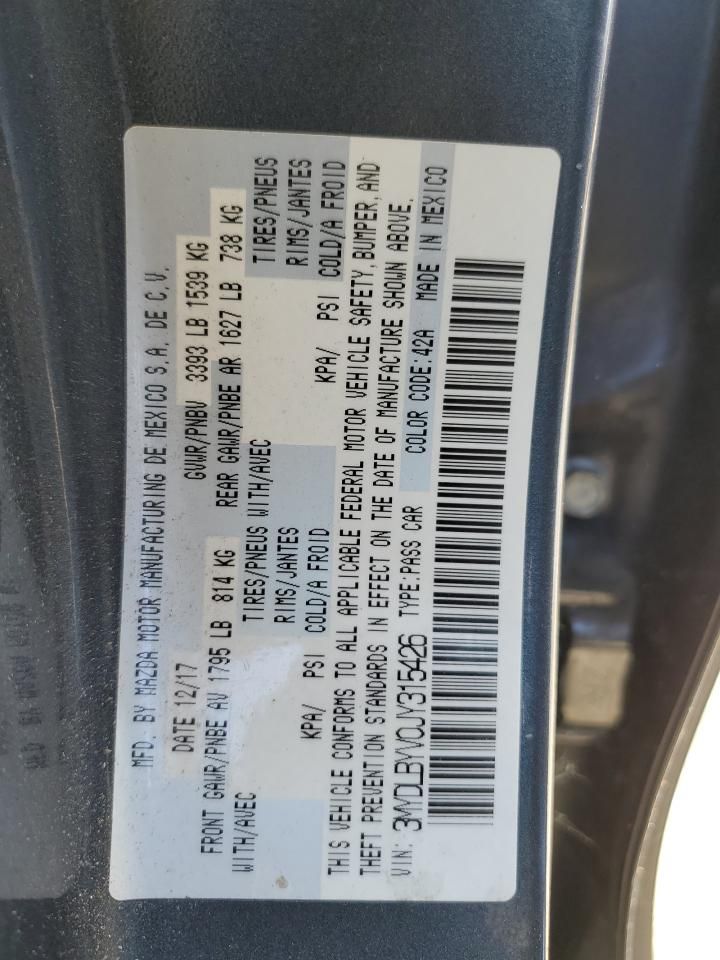 MFD. BY MAZDA MOTOR MANUFACTURING DE MEXICO S.A. DE C.V.
DATE 12/17 GVWR/PNBV 3393 LB 1539 KG
FRONT GAWR/PNBE AV 1795 LB 814 KG REAR GAWR/PNBE AR 1627 LB 738 KG
WITH/AVEC TIRES/PNEUS WITH/AVEC TIRES/PNEUS
RIMS/JANTES RIMS/JANTES
KPA/ PSI COLD/A FROID KPA/ PSI COLD/A FROID
THIS VEHICLE CONFORMS TO ALL APPLICABLE FEDERAL MOTOR VEHICLE SAFETY, BUMPER, AND
THEFT PREVENTION STANDARDS IN EFFECT ON THE DATE OF MANUFACTURE SHOWN ABOVE.
VIN: 3MYDLBYV0JY315426 TYPE:PASS CAR COLOR CODE:42A MADE IN MEXICO